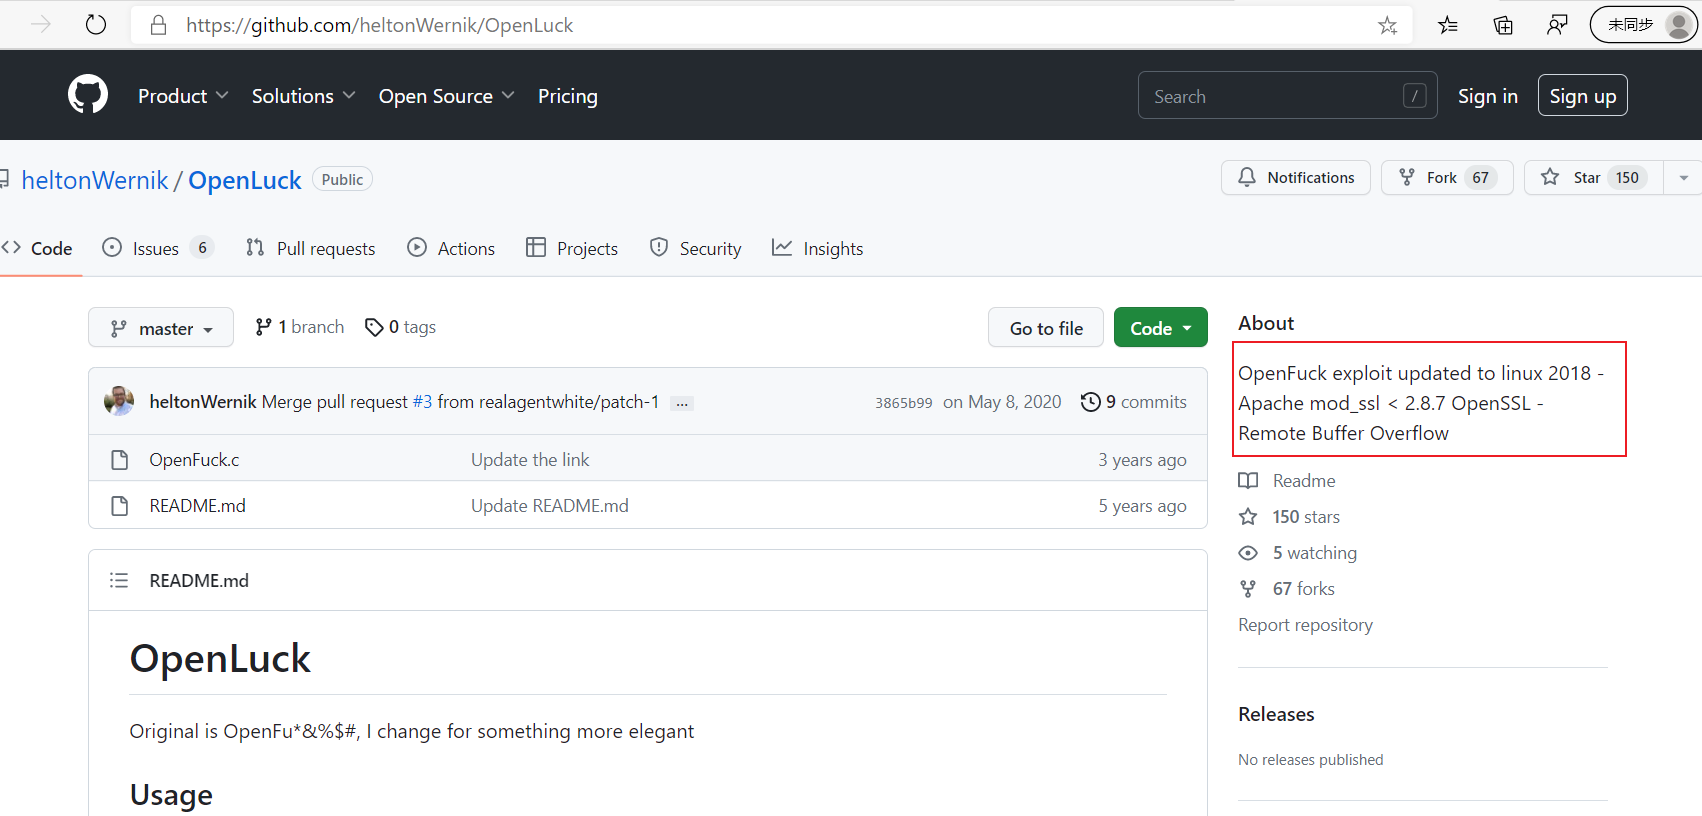 https://github.com/heltonWernik/OpenLuck
未同步
Product Solutions Open Source Pricing
Search /
Sign in
Sign up
heltonWernik / OpenLuck Public
Notifications
Fork 67
Star 150
Code
Issues 6
Pull requests
Actions
Projects
Security
Insights
master
1 branch
0 tags
Go to file
Code
heltonWernik Merge pull request #3 from realagentwhite/patch-1 ...
3865b99 on May 8, 2020
9 commits
OpenFuck.c Update the link 3 years ago
README.md Update README.md 5 years ago
README.md
OpenLuck
Original is OpenFu*&%$#, I change for something more elegant
Usage
About
OpenFuck exploit updated to linux 2018 -
Apache mod_ssl < 2.8.7 OpenSSL -
Remote Buffer Overflow
Readme
150 stars
5 watching
67 forks
Report repository
Releases
No releases published